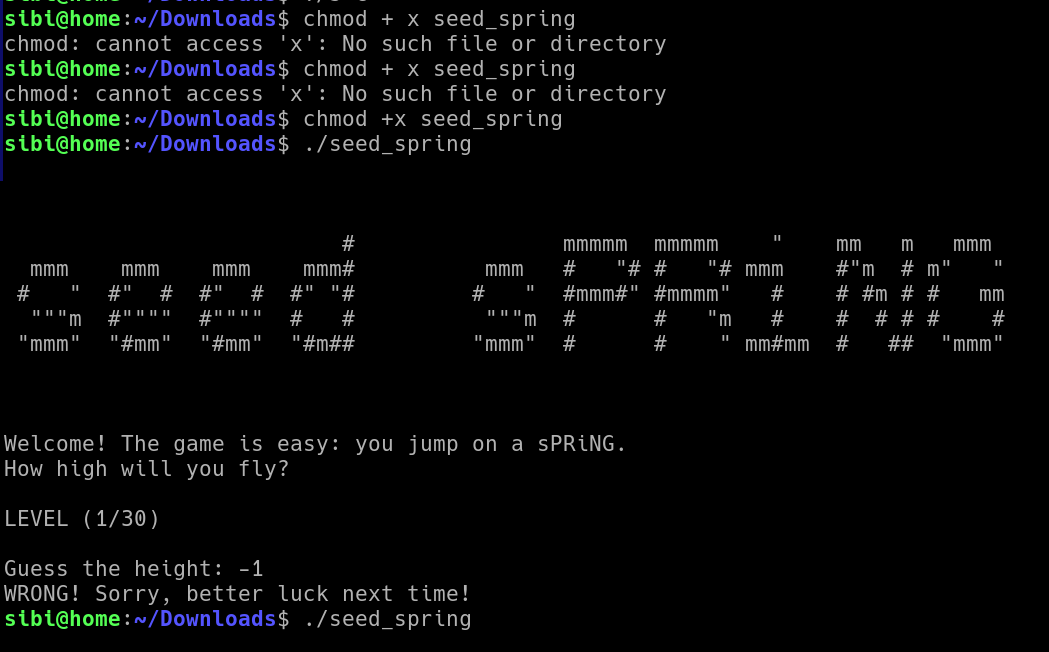 sibi@home:~/Downloads$ chmod + x seed_spring
chmod: cannot access 'x': No such file or directory
sibi@home:~/Downloads$ chmod + x seed_spring
chmod: cannot access 'x': No such file or directory
sibi@home:~/Downloads$ chmod +x seed_spring
sibi@home:~/Downloads$ ./seed_spring
                          #                mmmmm  mmmmm    "    mm   m   mmm
  mmm    mmm    mmm    mmm#          mmm   #   "# #   "# mmm    #"m  # m"   "
 #   "  #"  #  #"  #  #" "#         #   "  #mmm#" #mmmm"   #    # #m # #   mm
  """m  #""""  #""""  #   #          """m  #      #   "m   #    #  # # #    #
 "mmm"  "#mm"  "#mm"  "#m##         "mmm"  #      #    " mm#mm  #   ##  "mmm"
Welcome! The game is easy: you jump on a sPRiNG.
How high will you fly?
LEVEL (1/30)
Guess the height: -1
WRONG! Sorry, better luck next time!
sibi@home:~/Downloads$ ./seed_spring